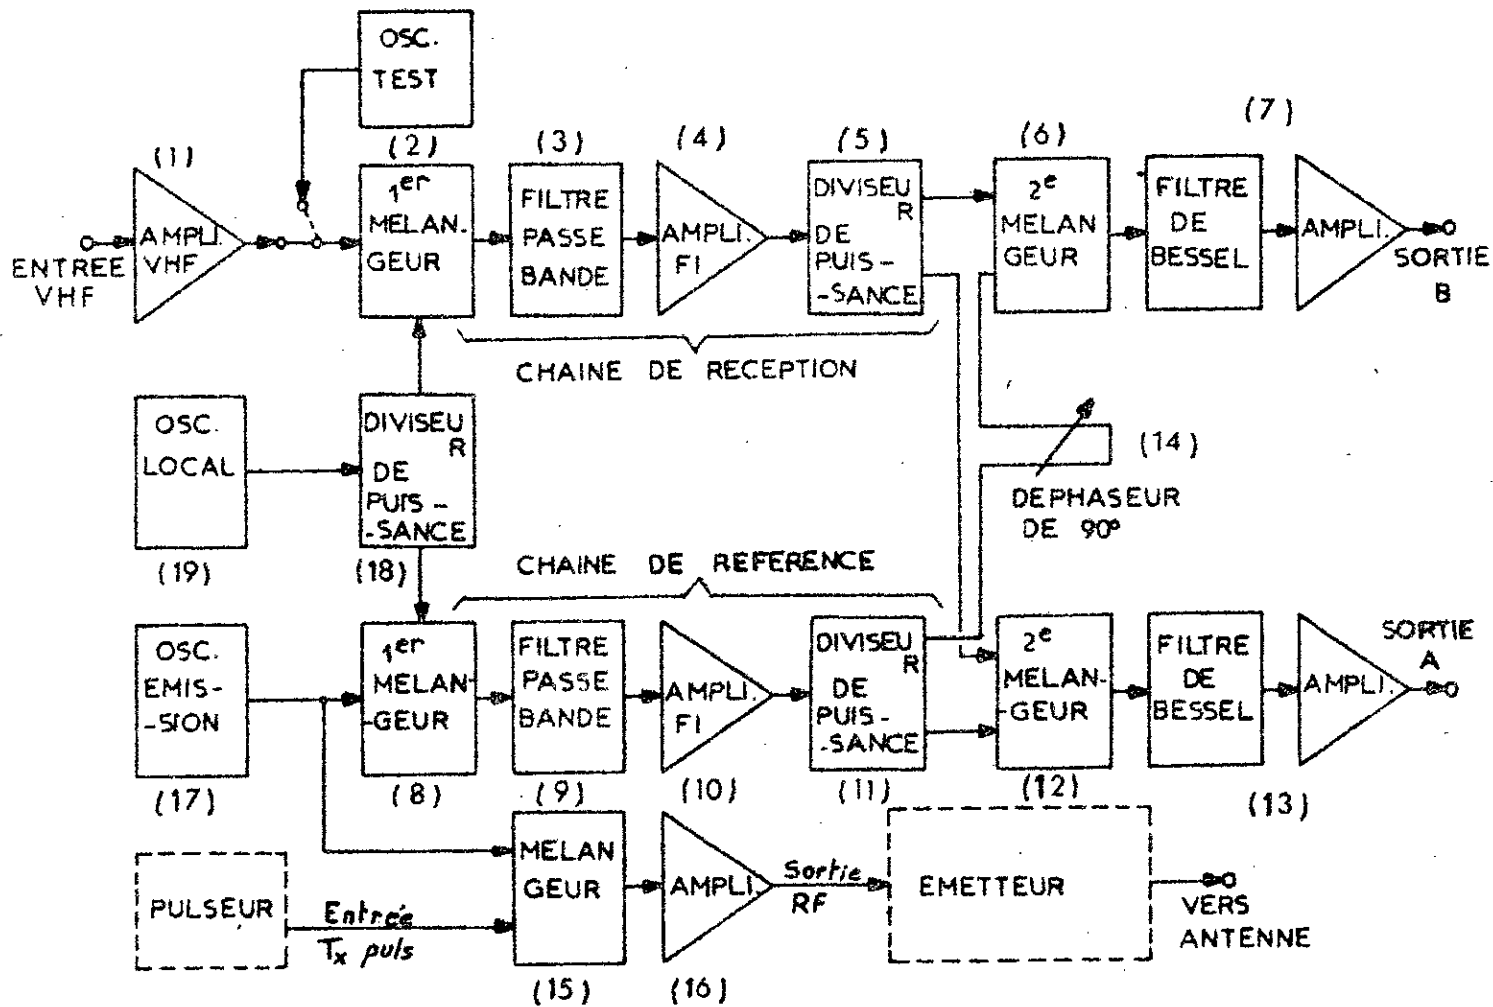 OSC.
TEST
(1)
(2)
(3)
(4)
(5)
(6)
(7)
ENTREE
VHF
AMPLI.
VHF
1er
MELAN-
GEUR
FILTRE
PASSE
BANDE
AMPLI.
FI
DIVISEU
R
DE
PUIS-
-SANCE
2e
MELAN
GEUR
FILTRE
DE
BESSEL
AMPLI.
SORTIE
B
CHAINE DE RECEPTION
OSC.
LOCAL
(19)
DIVISEU
R
DE
PUIS-
-SANCE
(18)
(14)
DEPHASEUR
DE 90°
CHAINE DE REFERENCE
OSC.
EMIS-
-SION
(17)
1er
MELAN-
-GEUR
(8)
FILTRE
PASSE
BANDE
(9)
AMPLI.
FI
(10)
DIVISEU
R
DE
PUIS-
-SANCE
(11)
2e
MELAN-
-GEUR
(12)
FILTRE
DE
BESSEL
(13)
AMPLI.
SORTIE
A
PULSEUR
Entrée
Tx puls
MELAN
GEUR
(15)
AMPLI.
(16)
Sortie
RF
EMETTEUR
VERS
ANTENNE